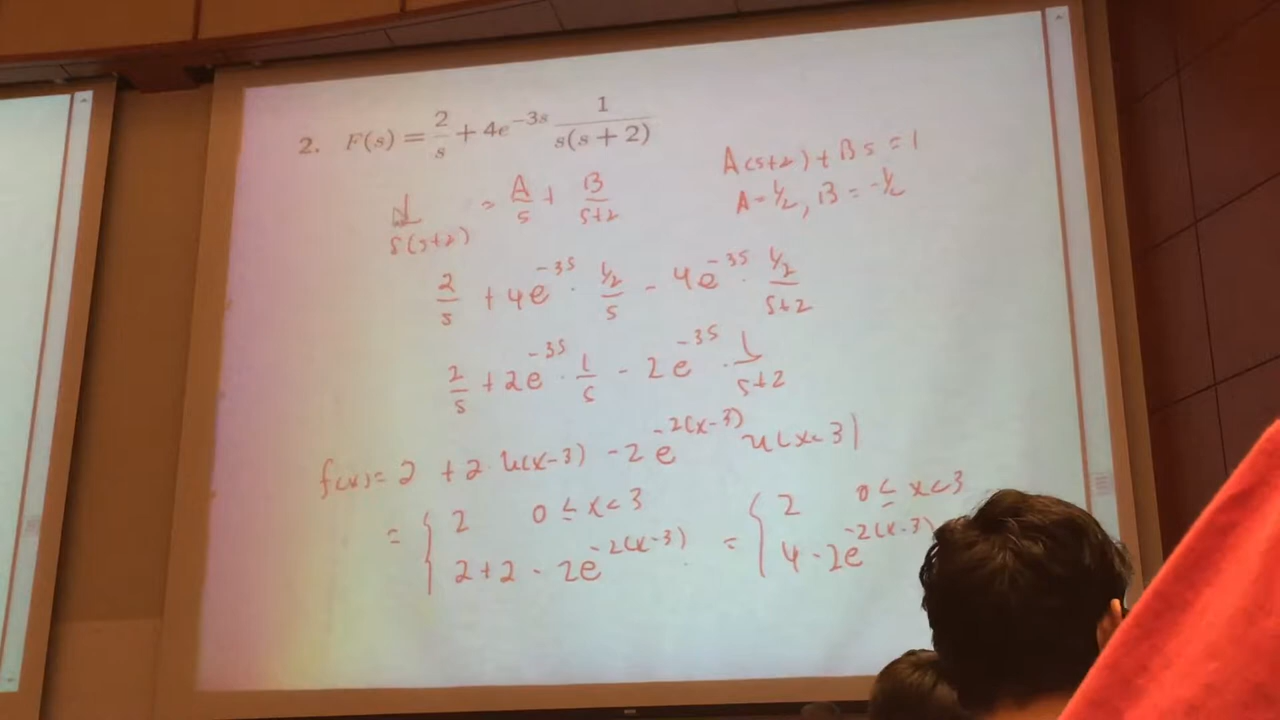 2. F(s) = 2/s + 4e^{-3s} 1/(s(s + 2))
A(s+2) + Bs = 1
A = 1/2, B = -1/2
1/(s(s+2)) = A/s + B/(s+2)
2/s + 4e^{-3s} · (1/2)/s - 4e^{-3s} · (1/2)/(s+2)
2/s + 2e^{-3s} · 1/s - 2e^{-3s} · 1/(s+2)
f(x) = 2 + 2 u(x-3) - 2e^{-2(x-3)} u(x-3)
= { 2 0 ≤ x < 3 = { 2 0 ≤ x < 3
2+2 - 2e^{-2(x-3)} 4 - 2e^{-2(x-3)}